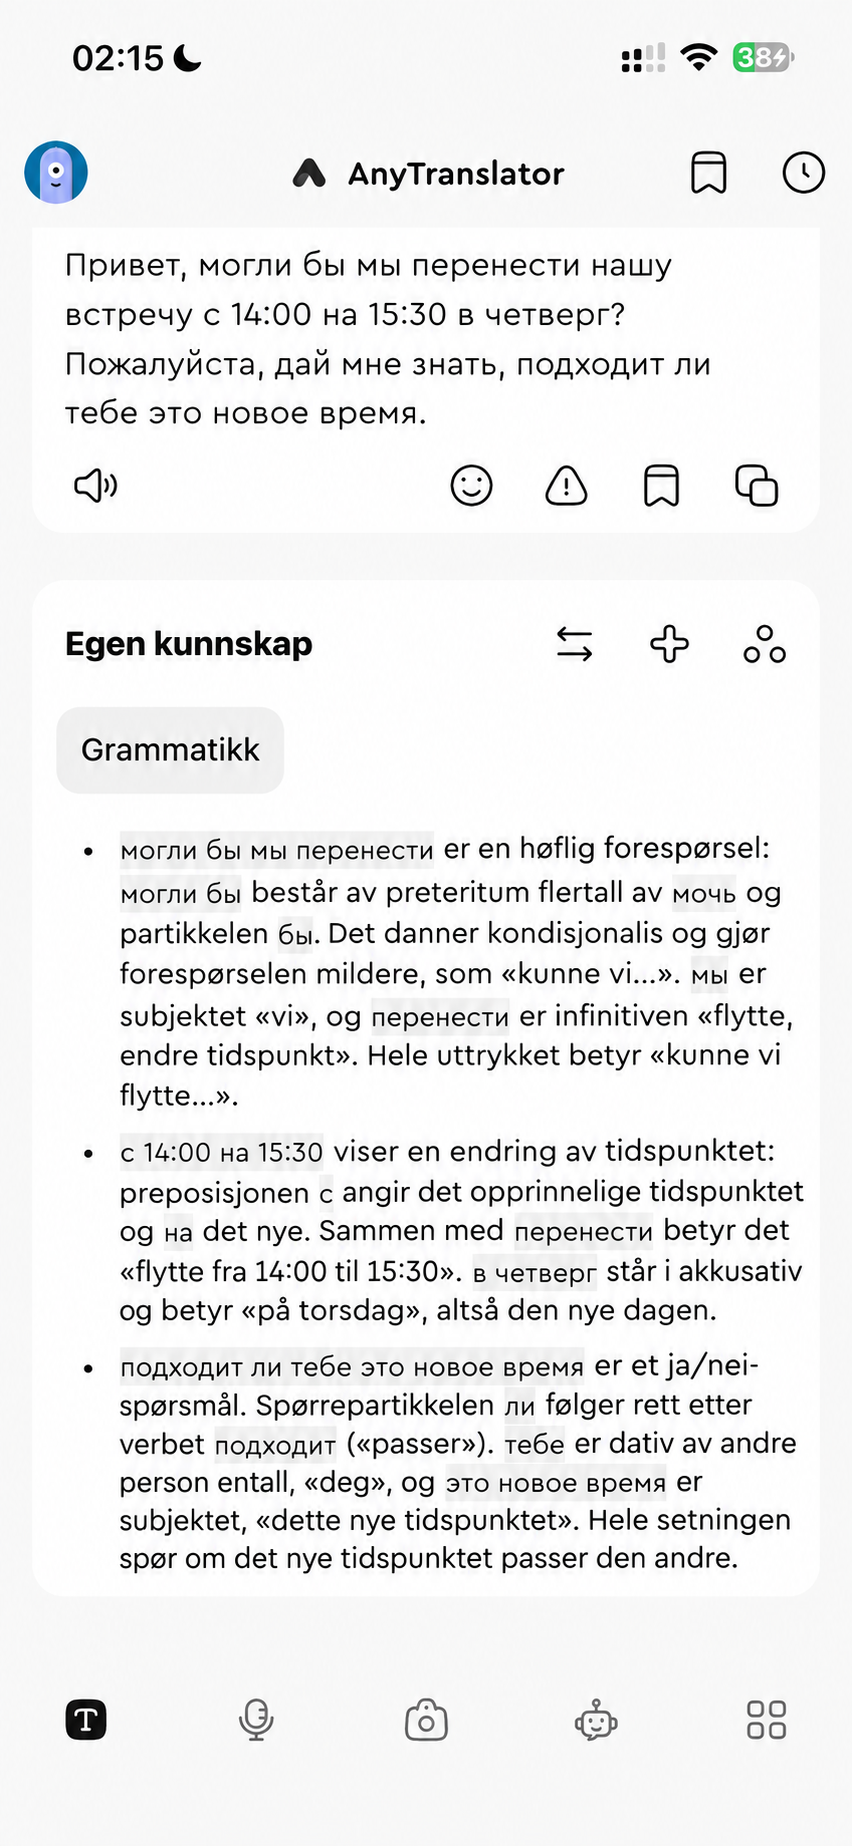 02:15
38
AnyTranslator
Привет, могли бы мы перенести нашу
встречу с 14:00 на 15:30 в четверг?
Пожалуйста, дай мне знать, подходит ли
тебе это новое время.
Egen kunnskap
Grammatikk
• могли бы мы перенести er en høflig forespørsel:
могли бы består av preteritum flertall av мочь og
partikkelen бы. Det danner kondisjonalis og gjør
forespørselen mildere, som «kunne vi...». мы er
subjektet «vi», og перенести er infinitiven «flytte,
endre tidspunkt». Hele uttrykket betyr «kunne vi
flytte...».
• с 14:00 на 15:30 viser en endring av tidspunktet:
preposisjonen с angir det opprinnelige tidspunktet
og на det nye. Sammen med перенести betyr det
«flytte fra 14:00 til 15:30». в четверг står i akkusativ
og betyr «på torsdag», altså den nye dagen.
• подходит ли тебе это новое время er et ja/nei-
spørsmål. Spørrepartikkelen ли følger rett etter
verbet подходит («passer»). тебе er dativ av andre
person entall, «deg», og это новое время er
subjektet, «dette nye tidspunktet». Hele setningen
spør om det nye tidspunktet passer den andre.
T